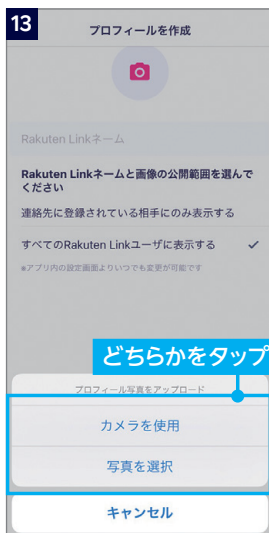 13
プロフィールを作成
Rakuten Linkネーム
Rakuten Linkネームと画像の公開範囲を選んで
ください
連絡先に登録されている相手にのみ表示する
すべてのRakuten Linkユーザに表示する
※アプリ内の設定画面よりいつでも変更が可能です
どちらかをタップ
プロフィール写真をアップロード
カメラを使用
写真を選択
キャンセル